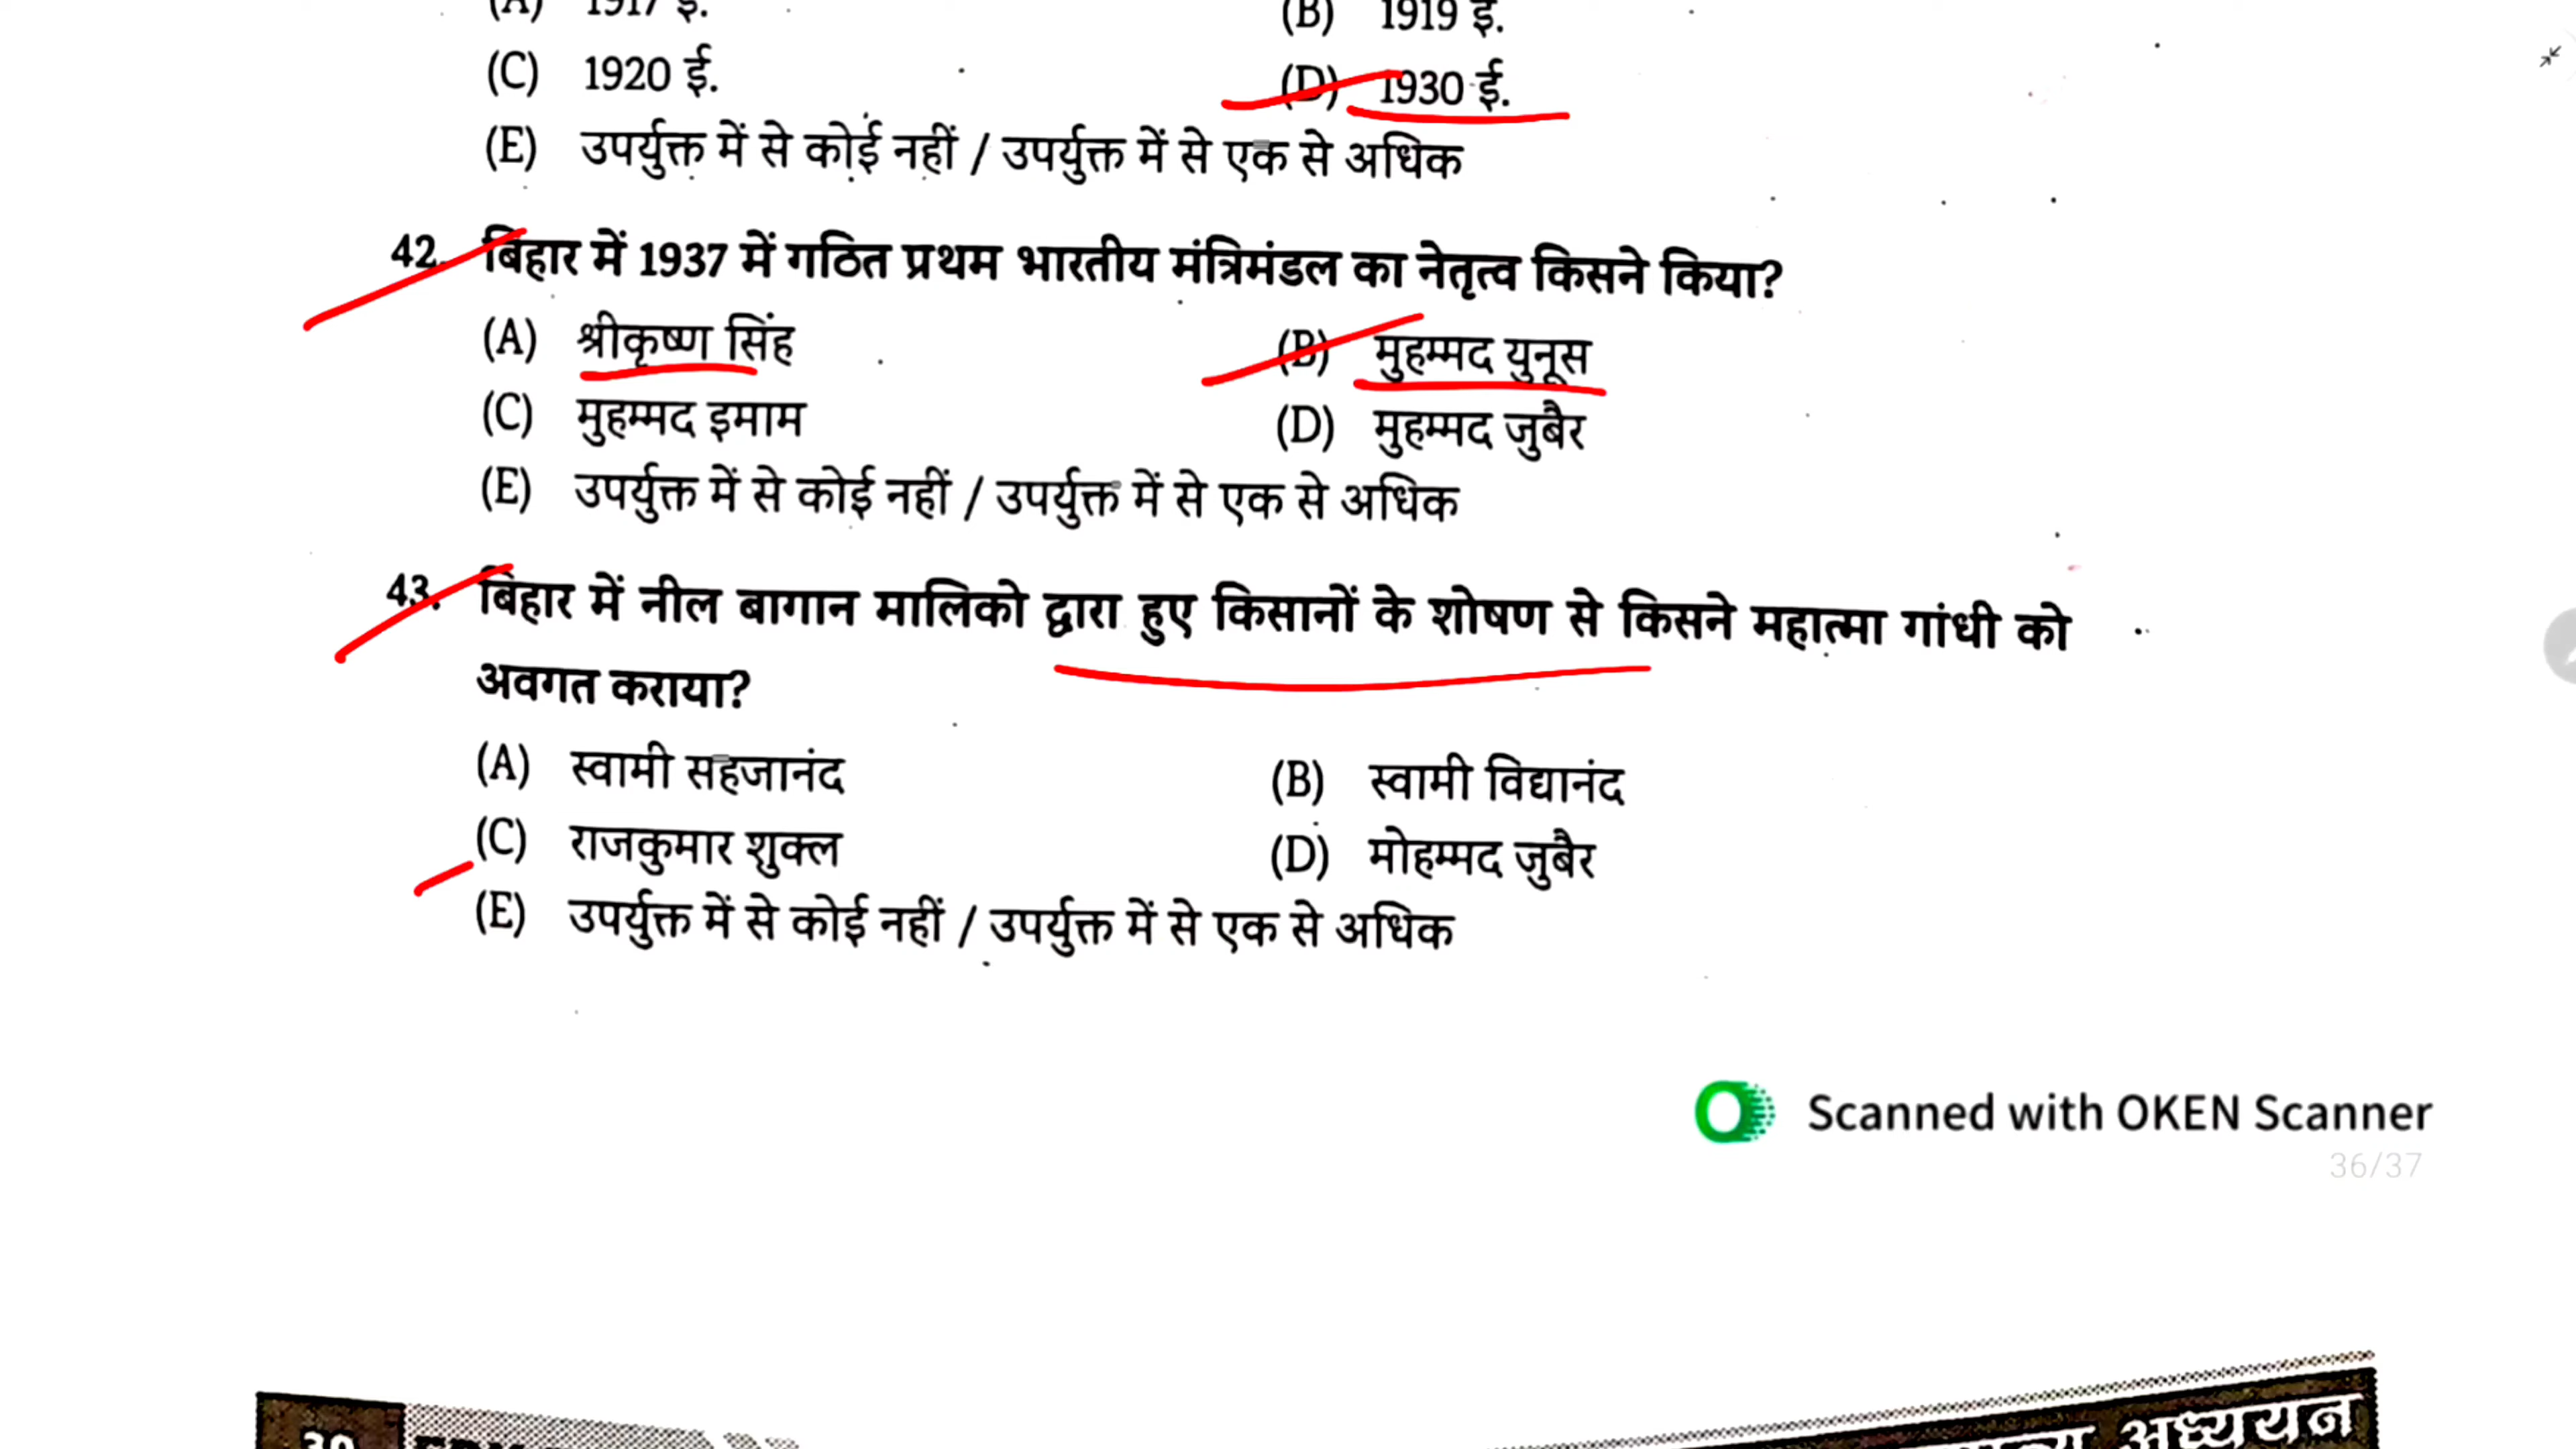 (A) 1917 ई. (B) 1919 ई.
(C) 1920 ई. (D) 1930 ई.
(E) उपर्युक्त में से कोई नहीं / उपर्युक्त में से एक से अधिक
42. बिहार में 1937 में गठित प्रथम भारतीय मंत्रिमंडल का नेतृत्व किसने किया?
(A) श्रीकृष्ण सिंह (B) मुहम्मद युनूस
(C) मुहम्मद इमाम (D) मुहम्मद जुबैर
(E) उपर्युक्त में से कोई नहीं / उपर्युक्त में से एक से अधिक
43. बिहार में नील बागान मालिको द्वारा हुए किसानों के शोषण से किसने महात्मा गांधी को
अवगत कराया?
(A) स्वामी सहजानंद (B) स्वामी विद्यानंद
(C) राजकुमार शुक्ल (D) मोहम्मद जुबैर
(E) उपर्युक्त में से कोई नहीं / उपर्युक्त में से एक से अधिक
Scanned with OKEN Scanner
36/37
अध्ययन